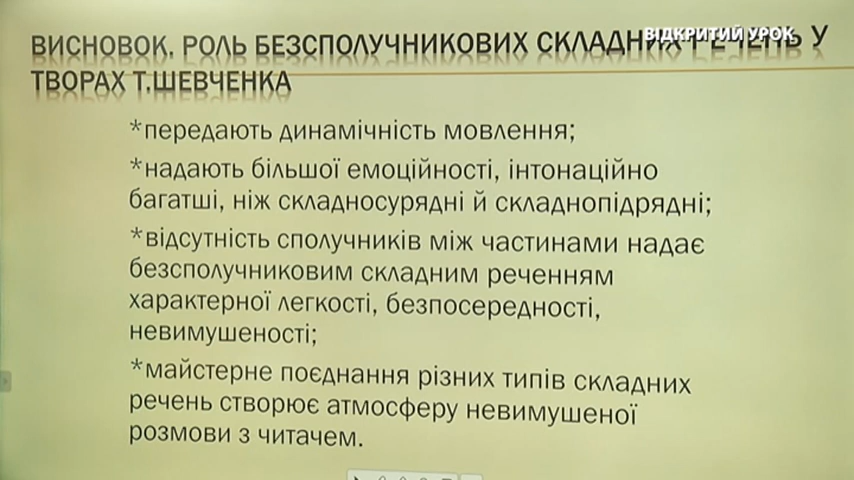 ВІДКРИТИЙ УРОК
ВИСНОВОК. РОЛЬ БЕЗСПОЛУЧНИКОВИХ СКЛАДНИХ РЕЧЕНЬ У
ТВОРАХ Т.ШЕВЧЕНКА
*передають динамічність мовлення;
*надають більшої емоційності, інтонаційно
багатші, ніж складносурядні й складнопідрядні;
*відсутність сполучників між частинами надає
безсполучниковим складним реченням
характерної легкості, безпосередності,
невимушеності;
*майстерне поєднання різних типів складних
речень створює атмосферу невимушеної
розмови з читачем.